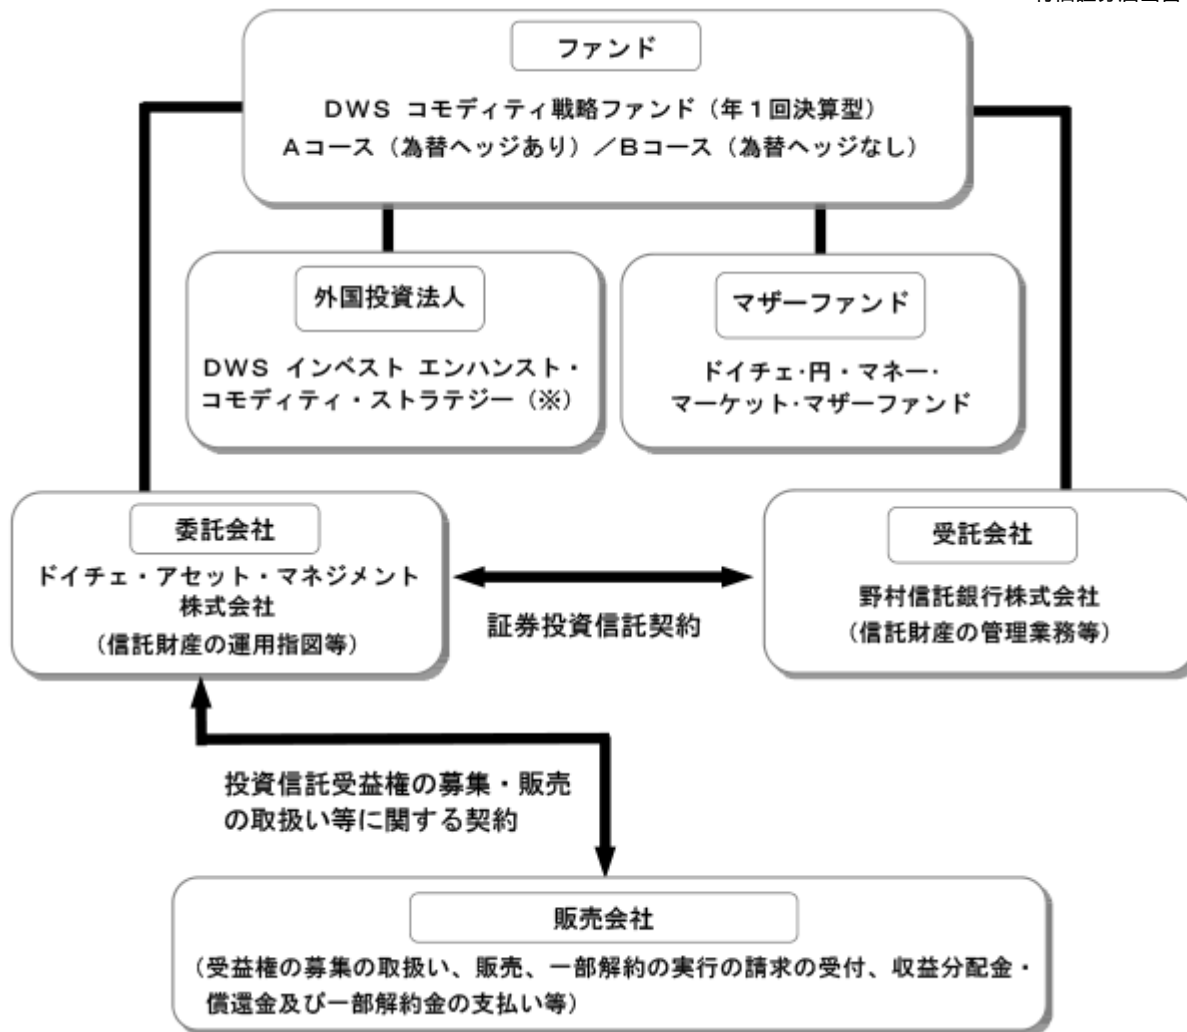 ファンド
DWS コモディティ戦略ファンド(年1回決算型)
Aコース(為替ヘッジあり)/Bコース(為替ヘッジなし)
外国投資法人
DWS インベスト エンハンスト・
コモディティ・ストラテジー(※)
マザーファンド
ドイチェ・円・マネー・
マーケット・マザーファンド
委託会社
ドイチェ・アセット・マネジメント
株式会社
(信託財産の運用指図等)
証券投資信託契約
受託会社
野村信託銀行株式会社
(信託財産の管理業務等)
投資信託受益権の募集・販売
の取扱い等に関する契約
販売会社
(受益権の募集の取扱い、販売、一部解約の実行の請求の受付、収益分配金・
償還金及び一部解約金の支払い等)